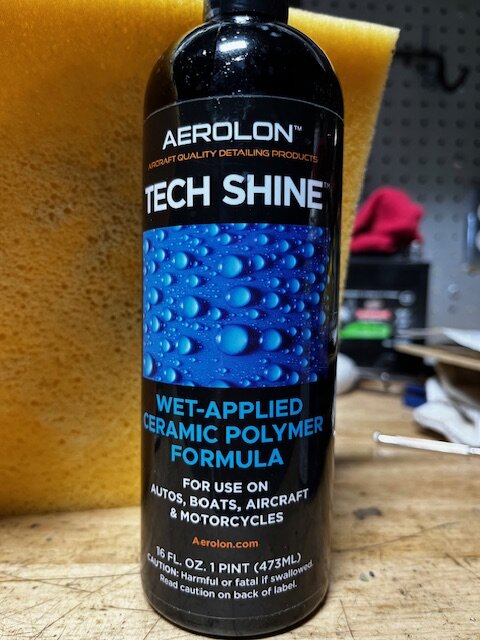 AEROLON™
AIRCRAFT QUALITY DETAILING PRODUCTS
TECH SHINE™
WET-APPLIED
CERAMIC POLYMER
FORMULA
FOR USE ON
AUTOS, BOATS, AIRCRAFT
& MOTORCYCLES
Aerolon.com
16 FL. OZ. 1 PINT (473ML)
CAUTION: Harmful or fatal if swallowed.
Read caution on back of label.